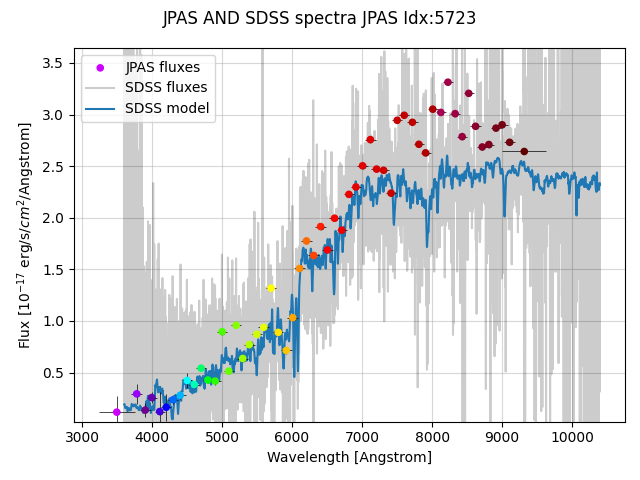 JPAS AND SDSS spectra JPAS Idx:5723
JPAS fluxes
SDSS fluxes
SDSS model
3.5
3.0
2.5
2.0
1.5
1.0
0.5
Flux [10⁻¹⁷ erg/s/cm²/Angstrom]
3000 4000 5000 6000 7000 8000 9000 10000
Wavelength [Angstrom]